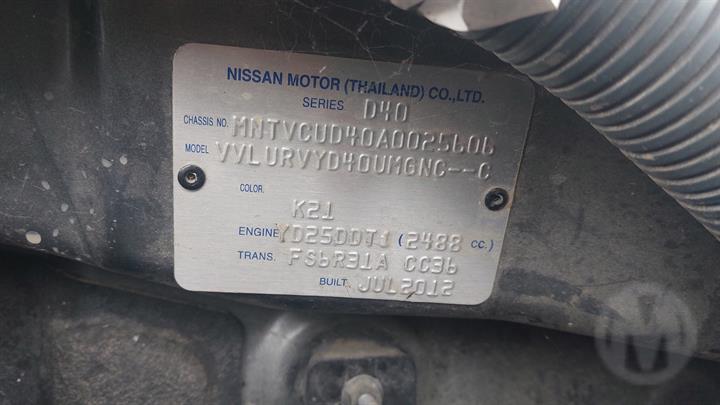 NISSAN MOTOR (THAILAND) CO.,LTD.
SERIES D40
CHASSIS NO. MNTVCUD40A0025606
MODEL VVLURVYD40UMGNC--C
COLOR.
K21
ENGINE YD25DDTI (2488 CC.)
TRANS. FS6R31A CC36
BUILT. JUL2012
M